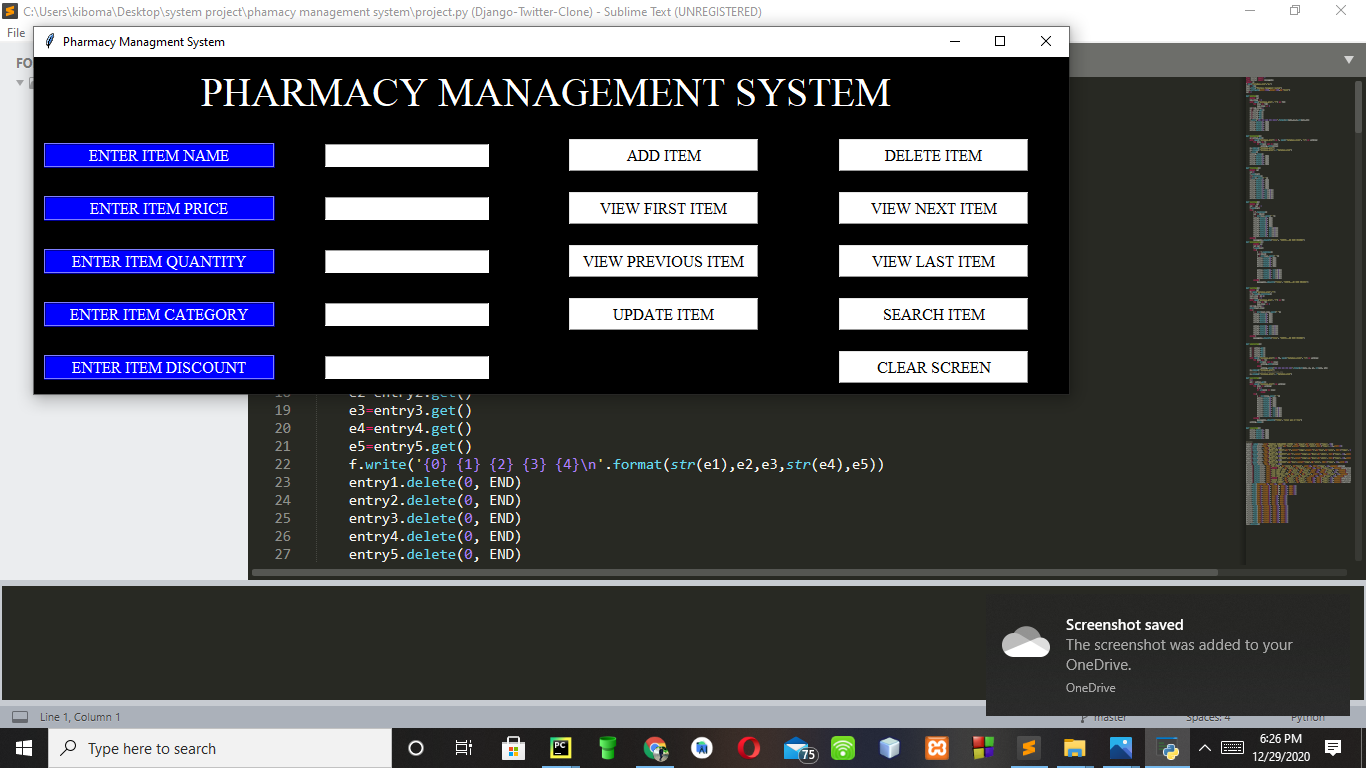 C:\Users\kiboma\Desktop\system project\phamacy management system\project.py (Django-Twitter-Clone) - Sublime Text (UNREGISTERED)
File
Pharmacy Managment System
FO
PHARMACY MANAGEMENT SYSTEM
ENTER ITEM NAME ADD ITEM DELETE ITEM
ENTER ITEM PRICE VIEW FIRST ITEM VIEW NEXT ITEM
ENTER ITEM QUANTITY VIEW PREVIOUS ITEM VIEW LAST ITEM
ENTER ITEM CATEGORY UPDATE ITEM SEARCH ITEM
ENTER ITEM DISCOUNT CLEAR SCREEN
18 e2=entry2.get()
19 e3=entry3.get()
20 e4=entry4.get()
21 e5=entry5.get()
22 f.write('{0} {1} {2} {3} {4}\n'.format(str(e1),e2,e3,str(e4),e5))
23 entry1.delete(0, END)
24 entry2.delete(0, END)
25 entry3.delete(0, END)
26 entry4.delete(0, END)
27 entry5.delete(0, END)
Screenshot saved
The screenshot was added to your
OneDrive.
OneDrive
Line 1, Column 1 master Spaces: 4 Python
Type here to search PC 75 6:26 PM
12/29/2020